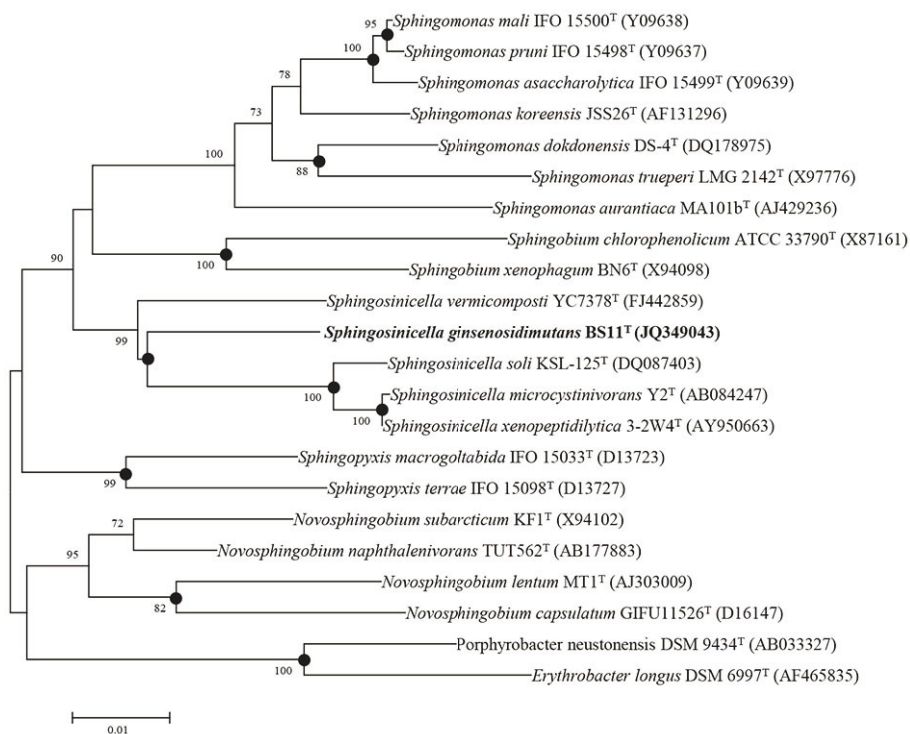 95
Sphingomonas mali IFO 15500ᵀ (Y09638)
100
Sphingomonas pruni IFO 15498ᵀ (Y09637)
78
Sphingomonas asaccharolytica IFO 15499ᵀ (Y09639)
73
Sphingomonas koreensis JSS26ᵀ (AF131296)
100
Sphingomonas dokdonensis DS-4ᵀ (DQ178975)
88
Sphingomonas trueperi LMG 2142ᵀ (X97776)
Sphingomonas aurantiaca MA101bᵀ (AJ429236)
90
Sphingobium chlorophenolicum ATCC 33790ᵀ (X87161)
100
Sphingobium xenophagum BN6ᵀ (X94098)
Sphingosinicella vermicomposti YC7378ᵀ (FJ442859)
99
Sphingosinicella ginsenosidimutans BS11ᵀ (JQ349043)
Sphingosinicella soli KSL-125ᵀ (DQ087403)
100
Sphingosinicella microcystinivorans Y2ᵀ (AB084247)
100
Sphingosinicella xenopeptidilytica 3-2W4ᵀ (AY950663)
Sphingopyxis macrogoltabida IFO 15033ᵀ (D13723)
99
Sphingopyxis terrae IFO 15098ᵀ (D13727)
72
Novosphingobium subarcticum KF1ᵀ (X94102)
95
Novosphingobium naphthalenivorans TUT562ᵀ (AB177883)
Novosphingobium lentum MT1ᵀ (AJ303009)
82
Novosphingobium capsulatum GIFU11526ᵀ (D16147)
Porphyrobacter neustonensis DSM 9434ᵀ (AB033327)
100
Erythrobacter longus DSM 6997ᵀ (AF465835)
0.01